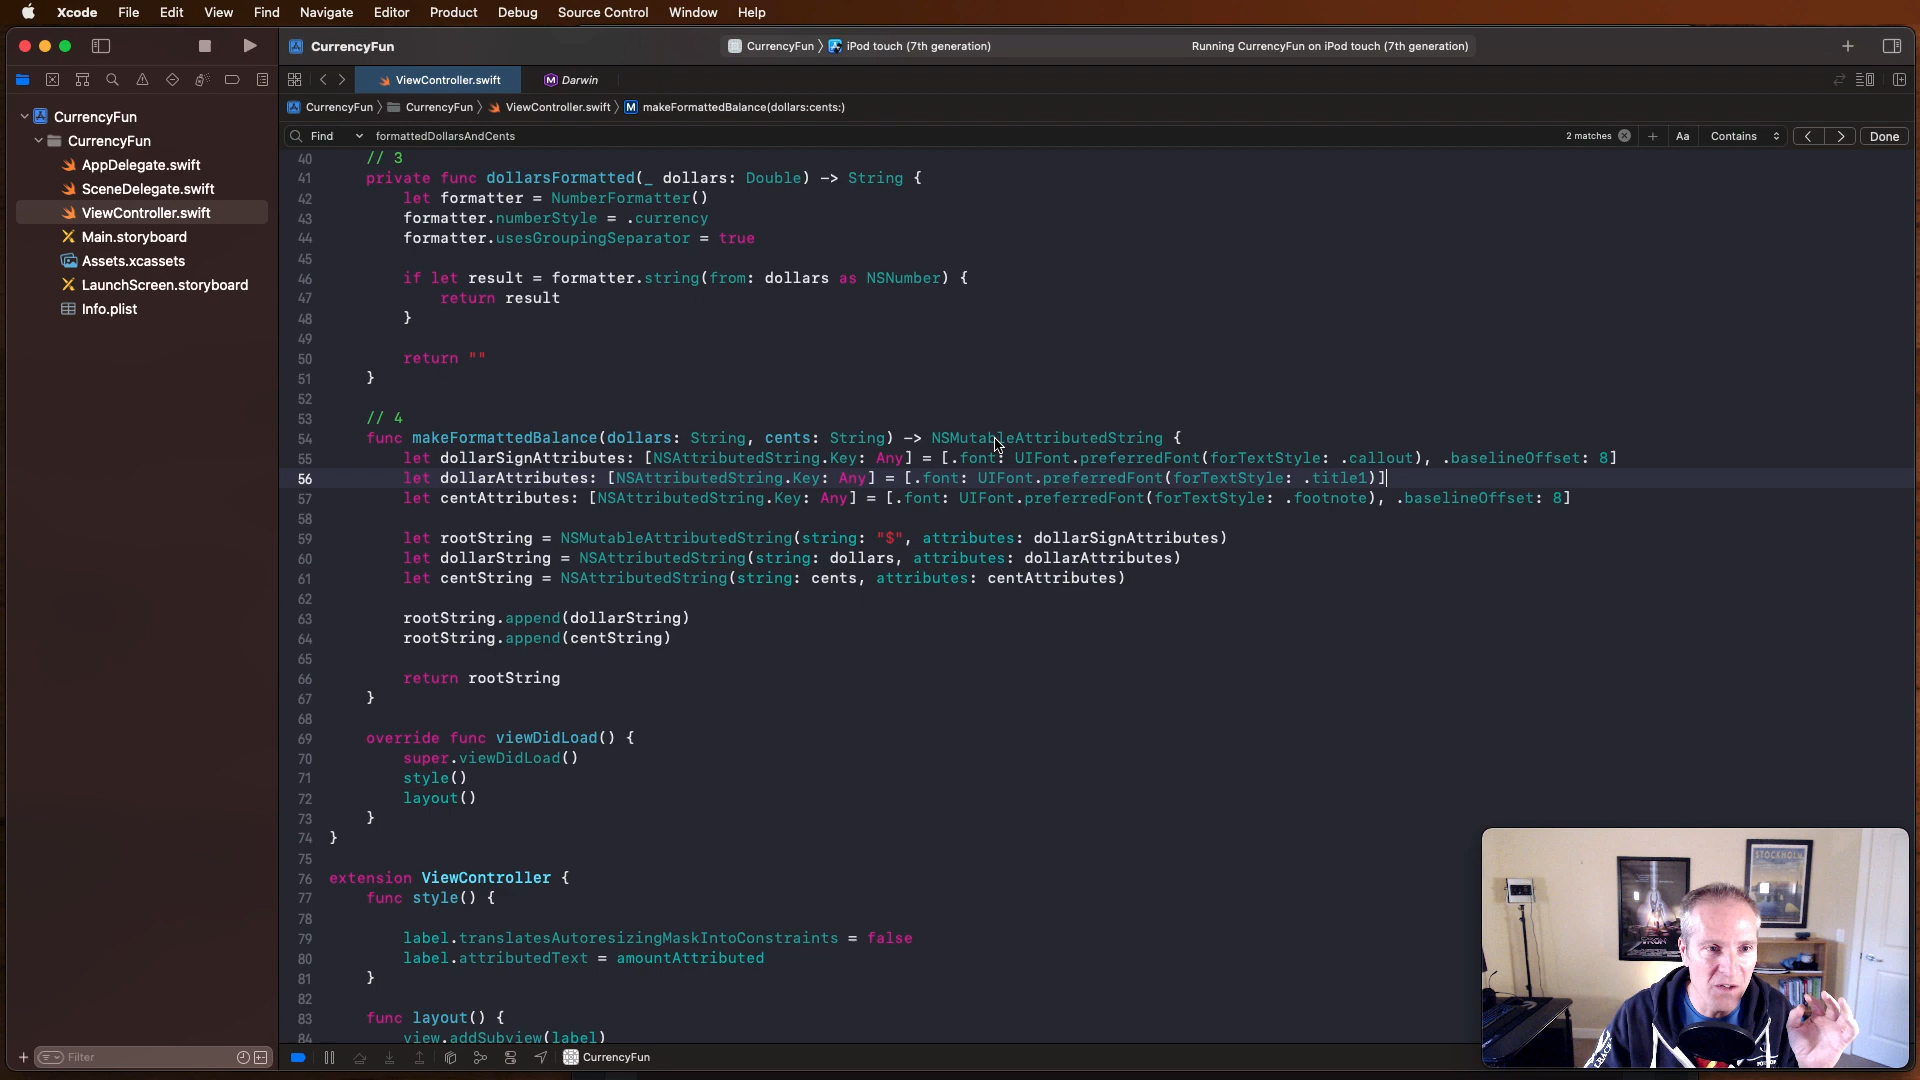 Xcode File Edit View Find Navigate Editor Product Debug Source Control Window Help
CurrencyFun
CurrencyFun 〉 iPod touch (7th generation)
Running CurrencyFun on iPod touch (7th generation)
ViewController.swift
Darwin
CurrencyFun 〉 CurrencyFun 〉 ViewController.swift 〉 M makeFormattedBalance(dollars:cents:)
Find formattedDollarsAndCents 2 matches Aa Contains Done
CurrencyFun
CurrencyFun
AppDelegate.swift
SceneDelegate.swift
ViewController.swift
Main.storyboard
Assets.xcassets
LaunchScreen.storyboard
Info.plist
40 // 3
41 private func dollarsFormatted(_ dollars: Double) -> String {
42 let formatter = NumberFormatter()
43 formatter.numberStyle = .currency
44 formatter.usesGroupingSeparator = true
45
46 if let result = formatter.string(from: dollars as NSNumber) {
47 return result
48 }
49
50 return ""
51 }
52
53 // 4
54 func makeFormattedBalance(dollars: String, cents: String) -> NSMutableAttributedString {
55 let dollarSignAttributes: [NSAttributedString.Key: Any] = [.font: UIFont.preferredFont(forTextStyle: .callout), .baselineOffset: 8]
56 let dollarAttributes: [NSAttributedString.Key: Any] = [.font: UIFont.preferredFont(forTextStyle: .title1)]
57 let centAttributes: [NSAttributedString.Key: Any] = [.font: UIFont.preferredFont(forTextStyle: .footnote), .baselineOffset: 8]
58
59 let rootString = NSMutableAttributedString(string: "$", attributes: dollarSignAttributes)
60 let dollarString = NSAttributedString(string: dollars, attributes: dollarAttributes)
61 let centString = NSAttributedString(string: cents, attributes: centAttributes)
62
63 rootString.append(dollarString)
64 rootString.append(centString)
65
66 return rootString
67 }
68
69 override func viewDidLoad() {
70 super.viewDidLoad()
71 style()
72 layout()
73 }
74 }
75
76 extension ViewController {
77 func style() {
78
79 label.translatesAutoresizingMaskIntoConstraints = false
80 label.attributedText = amountAttributed
81 }
82
83 func layout() {
84 view.addSubview(label)
STOCKHOLM
Filter
CurrencyFun